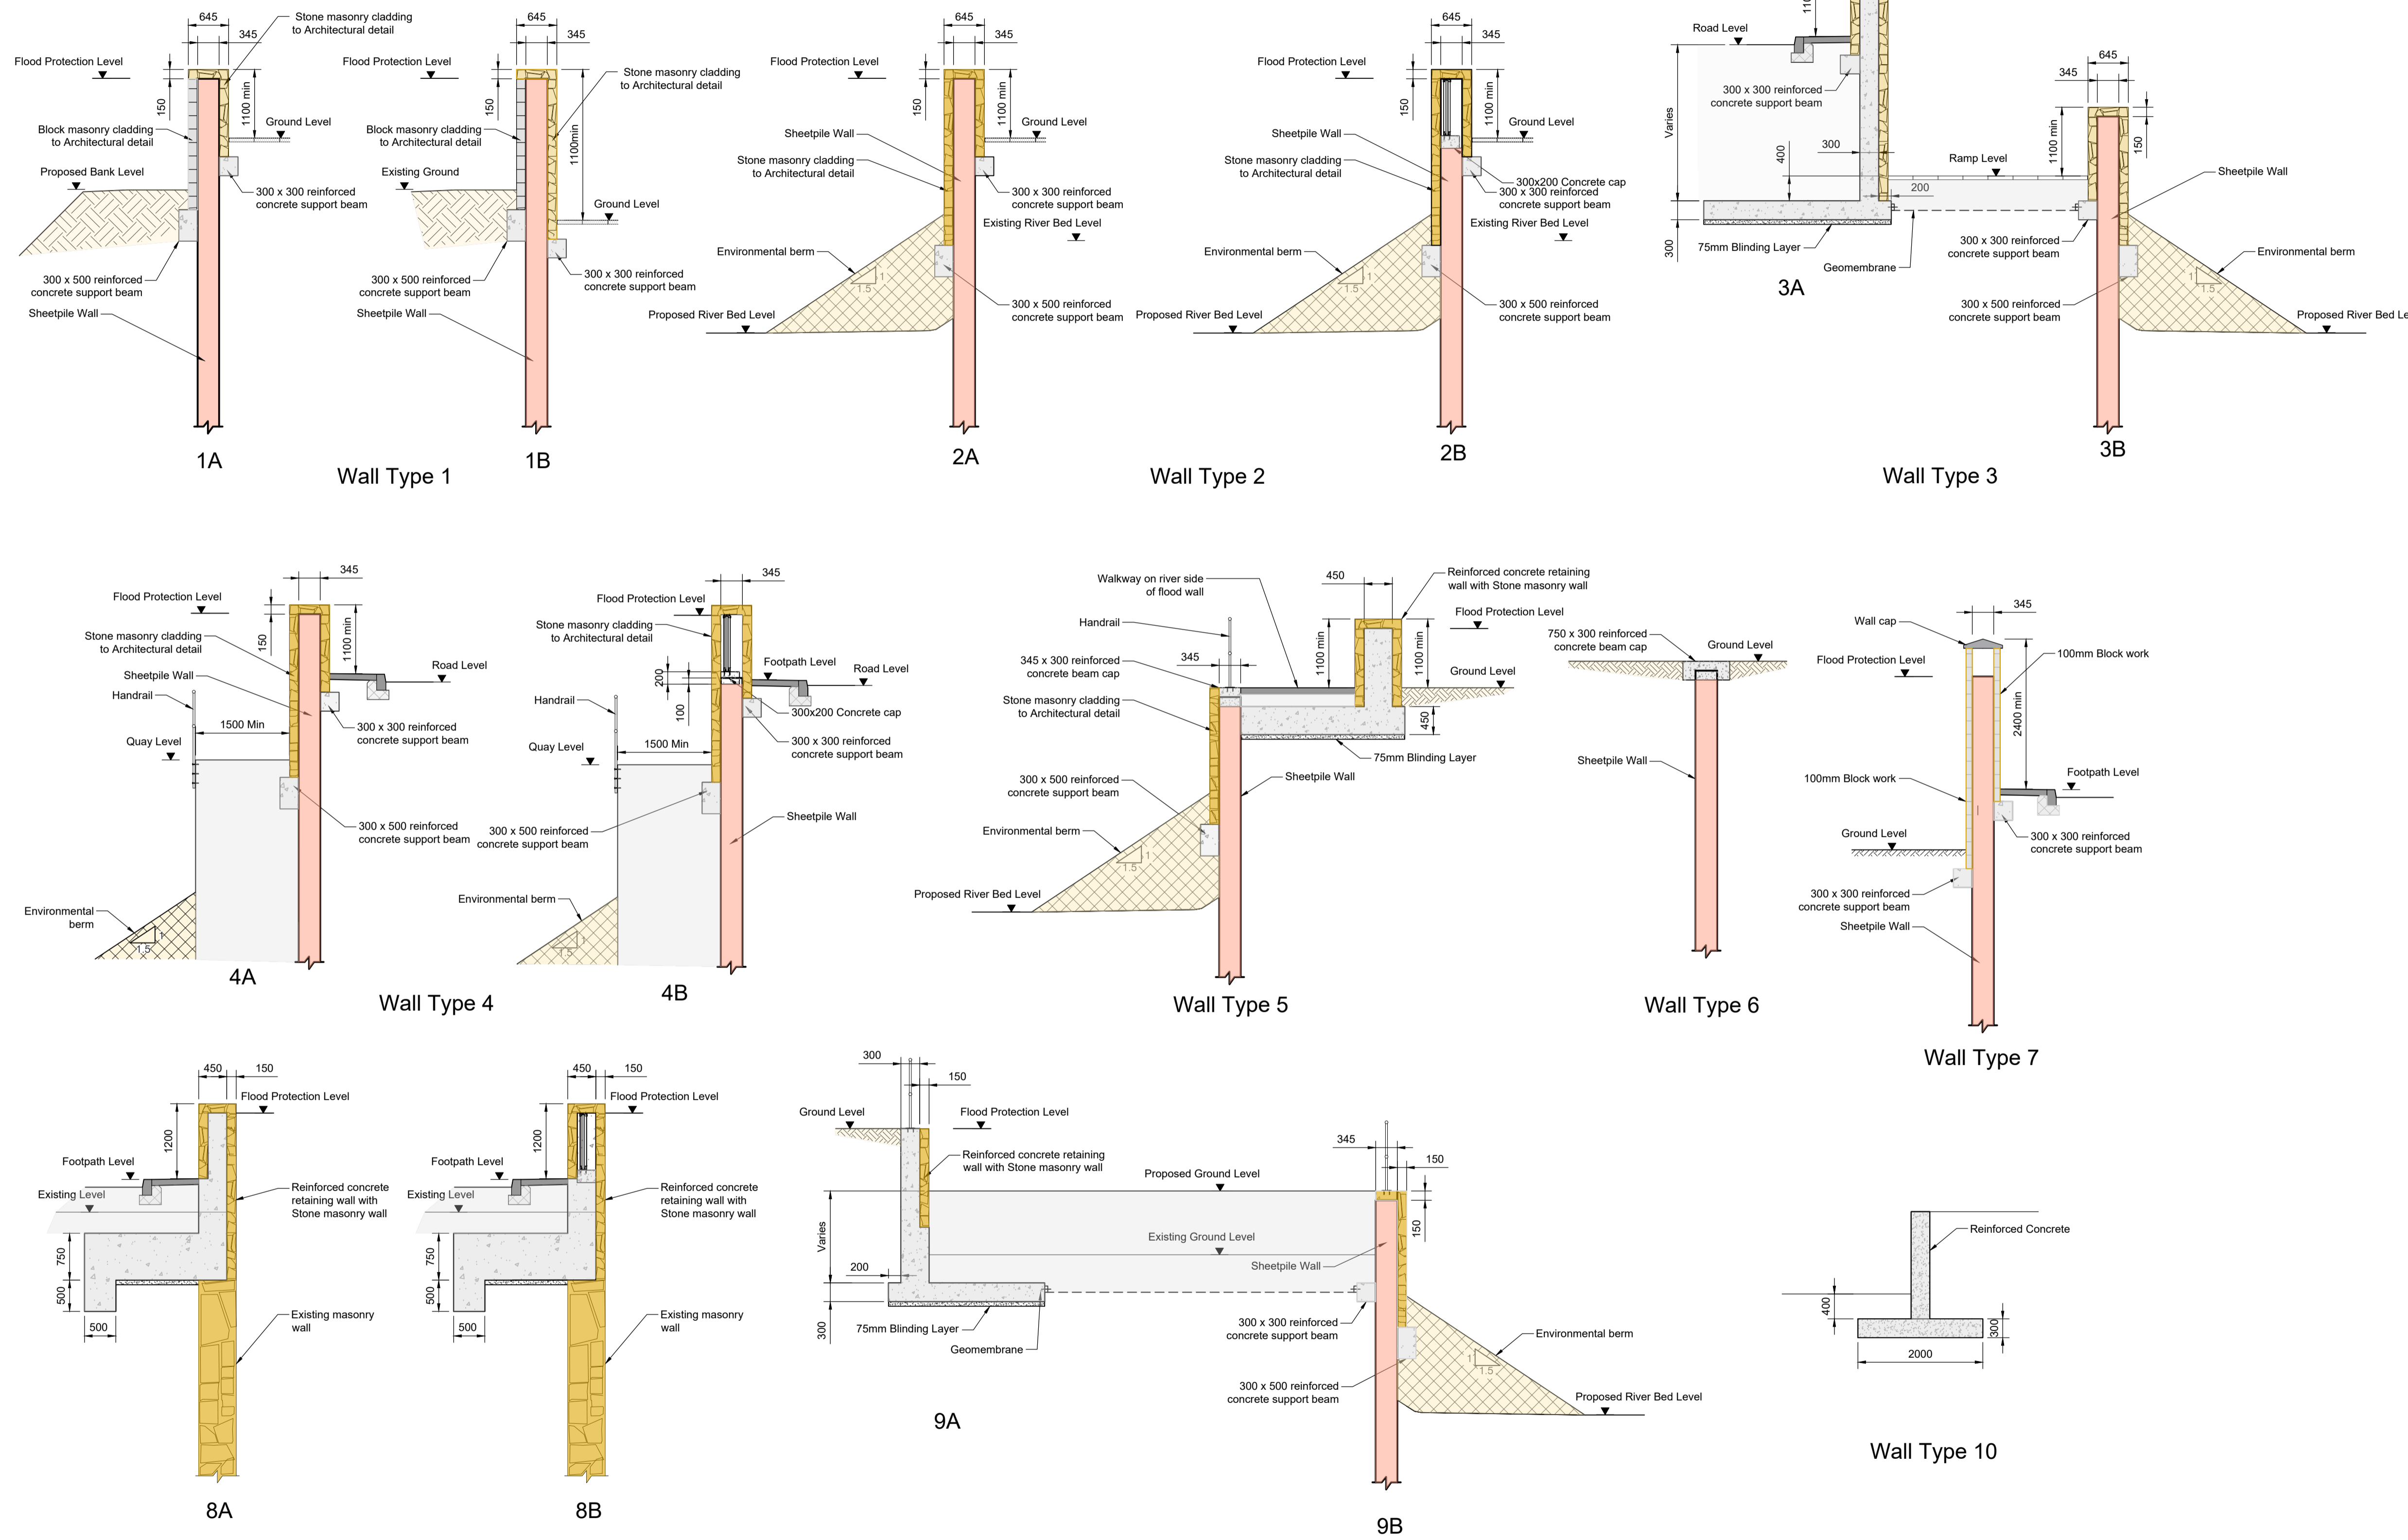 645
345
Stone masonry cladding
to Architectural detail
Flood Protection Level
150
1100 min
Ground Level
Block masonry cladding
to Architectural detail
Proposed Bank Level
300 x 300 reinforced
concrete support beam
300 x 500 reinforced
concrete support beam
Sheetpile Wall
1A
645
345
Flood Protection Level
Stone masonry cladding
to Architectural detail
150
1100min
Block masonry cladding
to Architectural detail
Existing Ground
Ground Level
300 x 500 reinforced
concrete support beam
300 x 300 reinforced
concrete support beam
Sheetpile Wall
1B
Wall Type 1
645
345
Flood Protection Level
150
1100 min
Ground Level
Sheetpile Wall
Stone masonry cladding
to Architectural detail
300 x 300 reinforced
concrete support beam
Existing River Bed Level
Environmental berm
1
1.5
300 x 500 reinforced
concrete support beam
Proposed River Bed Level
2A
645
345
Flood Protection Level
150
1100 min
Ground Level
Sheetpile Wall
Stone masonry cladding
to Architectural detail
300x200 Concrete cap
300 x 300 reinforced
concrete support beam
Existing River Bed Level
Environmental berm
1
1.5
300 x 500 reinforced
concrete support beam
Proposed River Bed Level
2B
Wall Type 2
Road Level
300 x 300 reinforced
concrete support beam
Varies
400
300
300
200
Ramp Level
75mm Blinding Layer
Geomembrane
3A
645
345
1100 min
150
Sheetpile Wall
300 x 300 reinforced
concrete support beam
300 x 500 reinforced
concrete support beam
Environmental berm
1
1.5
Proposed River Bed Le
3B
Wall Type 3
345
Flood Protection Level
150
1100 min
Stone masonry cladding
to Architectural detail
Sheetpile Wall
Handrail
Road Level
1500 Min
Quay Level
300 x 300 reinforced
concrete support beam
300 x 500 reinforced
concrete support beam
Environmental
berm
1
1.5
4A
345
Flood Protection Level
Stone masonry cladding
to Architectural detail
Footpath Level
Road Level
200
100
Handrail
300x200 Concrete cap
300 x 300 reinforced
concrete support beam
1500 Min
Quay Level
Sheetpile Wall
300 x 500 reinforced
concrete support beam
Environmental berm
1
1.5
4B
Wall Type 4
Walkway on river side
of flood wall
450
Reinforced concrete retaining
wall with Stone masonry wall
Flood Protection Level
Handrail
1100 min
1100 min
345
345 x 300 reinforced
concrete beam cap
Ground Level
Stone masonry cladding
to Architectural detail
450
75mm Blinding Layer
Sheetpile Wall
300 x 500 reinforced
concrete support beam
Environmental berm
1
1.5
Proposed River Bed Level
Wall Type 5
750 x 300 reinforced
concrete beam cap
Ground Level
Sheetpile Wall
Wall Type 6
345
Wall cap
Flood Protection Level
100mm Block work
2400 min
100mm Block work
Footpath Level
Ground Level
300 x 300 reinforced
concrete support beam
300 x 300 reinforced
concrete support beam
Sheetpile Wall
Wall Type 7
450
150
Flood Protection Level
1200
Footpath Level
Existing Level
Reinforced concrete
retaining wall with
Stone masonry wall
750
500
500
Existing masonry
wall
8A
450
150
Flood Protection Level
1200
Footpath Level
Existing Level
Reinforced concrete
retaining wall with
Stone masonry wall
750
500
500
Existing masonry
wall
8B
300
150
Ground Level
Flood Protection Level
Reinforced concrete retaining
wall with Stone masonry wall
Proposed Ground Level
Varies
Existing Ground Level
200
300
75mm Blinding Layer
Geomembrane
9A
345
150
150
Sheetpile Wall
300 x 300 reinforced
concrete support beam
300 x 500 reinforced
concrete support beam
Environmental berm
1
1.5
Proposed River Bed Level
9B
Reinforced Concrete
400
300
2000
Wall Type 10